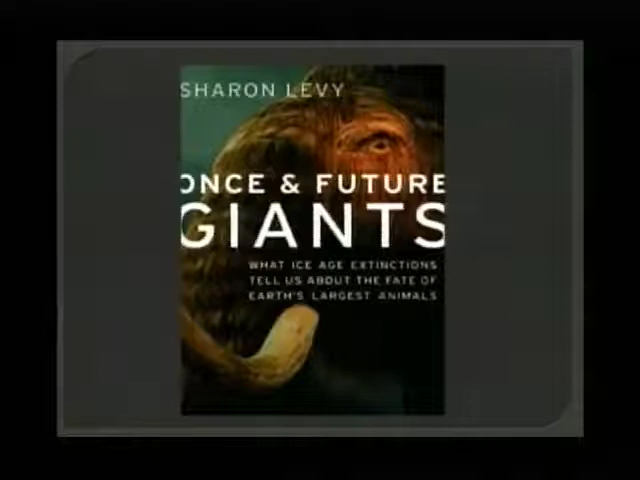 SHARON LEVY
ONCE & FUTURE
GIANTS
WHAT ICE AGE EXTINCTIONS
TELL US ABOUT THE FATE OF
EARTH'S LARGEST ANIMALS